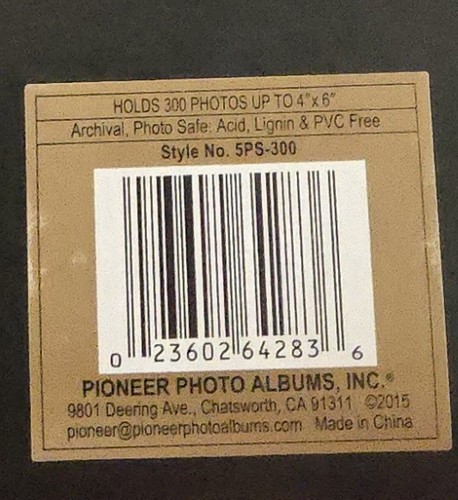 HOLDS 300 PHOTOS UP TO 4"x 6"
Archival, Photo Safe: Acid, Lignin & PVC Free
Style No. 5PS-300
0 23602 64283 6
PIONEER PHOTO ALBUMS, INC.®
9801 Deering Ave., Chatsworth, CA 91311 ©2015
pioneer@pioneerphotoalbums.com Made in China